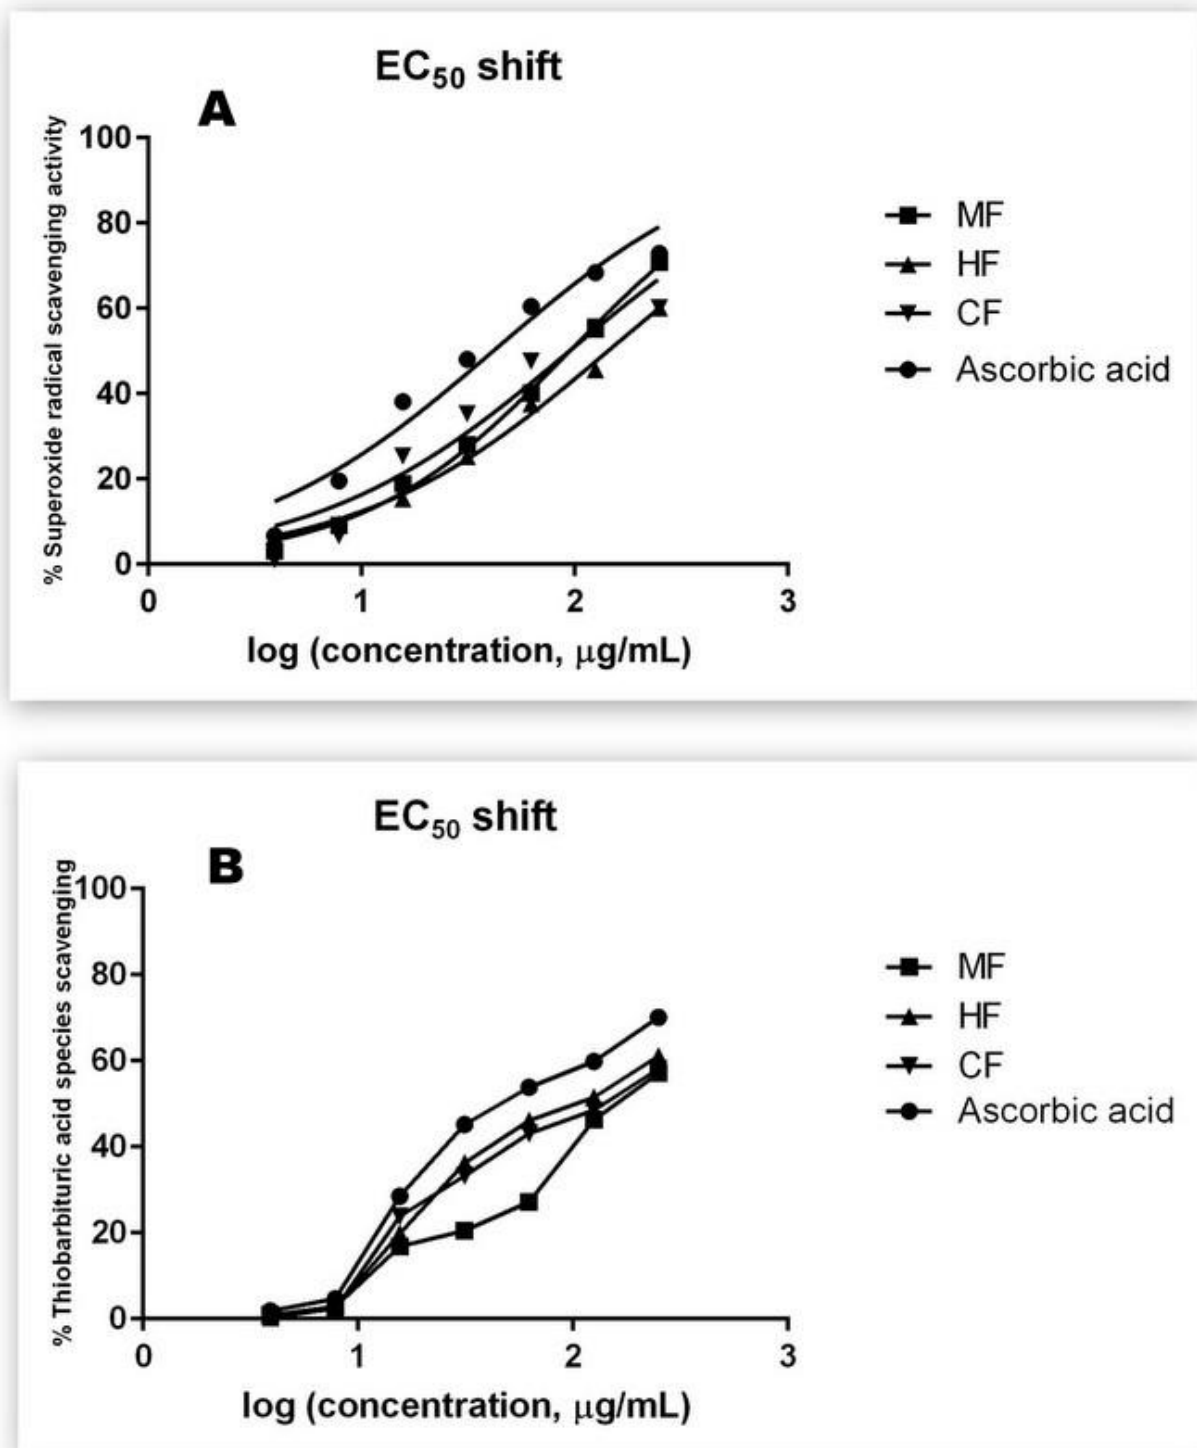 EC50 shift
A
% Superoxide radical scavenging activity
100
80
60
40
20
0
0 1 2 3
log (concentration, μg/mL)
MF
HF
CF
Ascorbic acid
EC50 shift
B
% Thiobarbituric acid species scavenging
100
80
60
40
20
0
0 1 2 3
log (concentration, μg/mL)
MF
HF
CF
Ascorbic acid